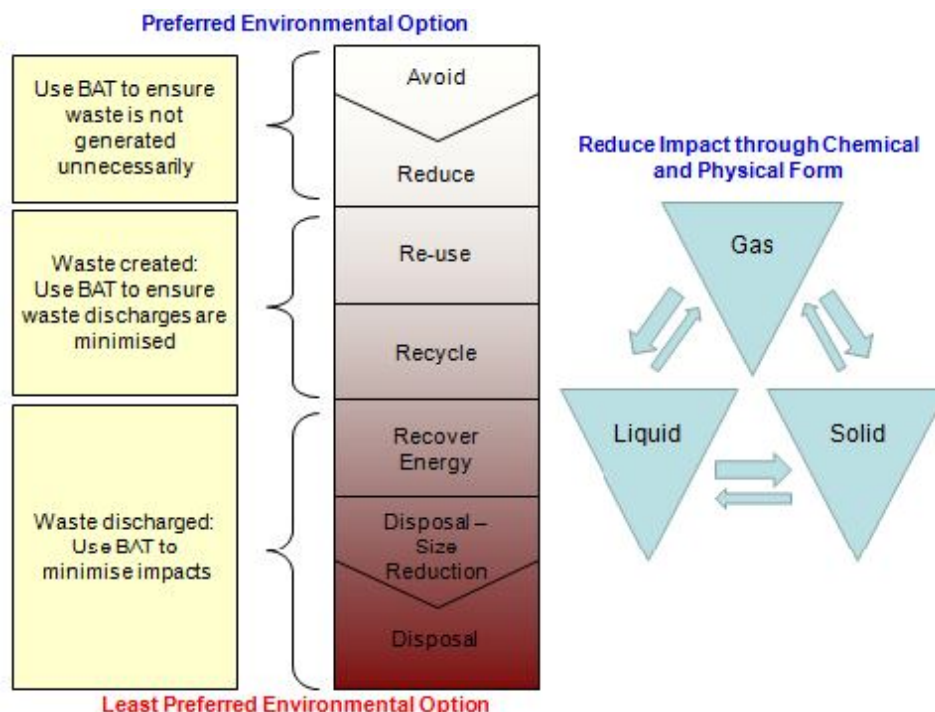 Preferred Environmental Option
Use BAT to ensure
waste is not
generated
unnecessarily
Avoid
Reduce
Waste created:
Use BAT to ensure
waste discharges are
minimised
Re-use
Recycle
Waste discharged:
Use BAT to
minimise impacts
Recover
Energy
Disposal –
Size
Reduction
Disposal
Least Preferred Environmental Option
Reduce Impact through Chemical
and Physical Form
Gas
Liquid
Solid